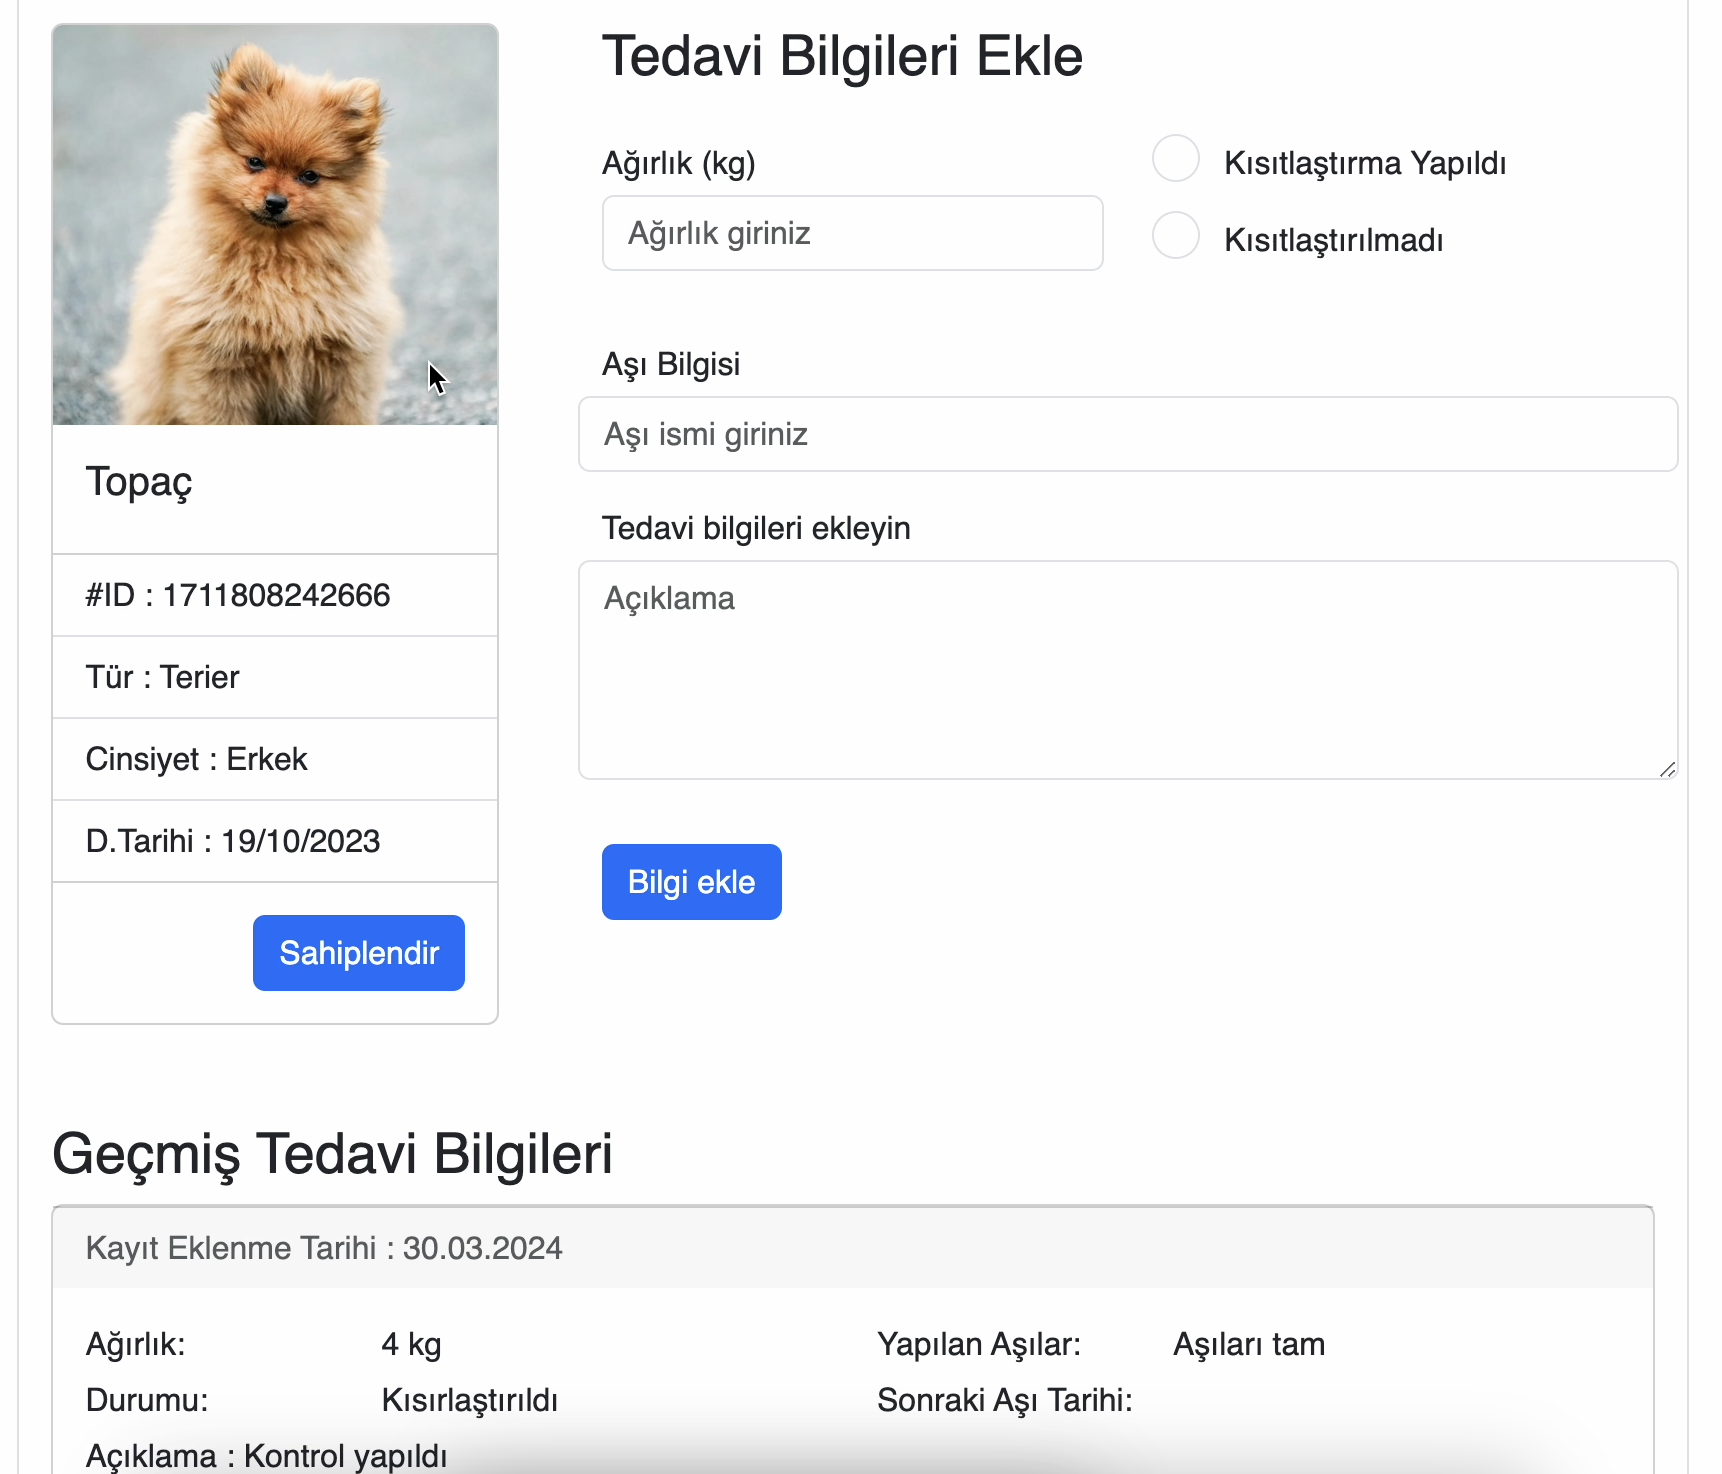 Tedavi Bilgileri Ekle
Ağırlık (kg)
Ağırlık giriniz
Kısıtlaştırma Yapıldı
Kısıtlaştırılmadı
Aşı Bilgisi
Aşı ismi giriniz
Tedavi bilgileri ekleyin
Açıklama
Bilgi ekle
Topaç
#ID : 1711808242666
Tür : Terier
Cinsiyet : Erkek
D.Tarihi : 19/10/2023
Sahiplendir
Geçmiş Tedavi Bilgileri
Kayıt Eklenme Tarihi : 30.03.2024
Ağırlık: 4 kg Yapılan Aşılar: Aşıları tam
Durumu: Kısırlaştırıldı Sonraki Aşı Tarihi:
Açıklama : Kontrol yapıldı